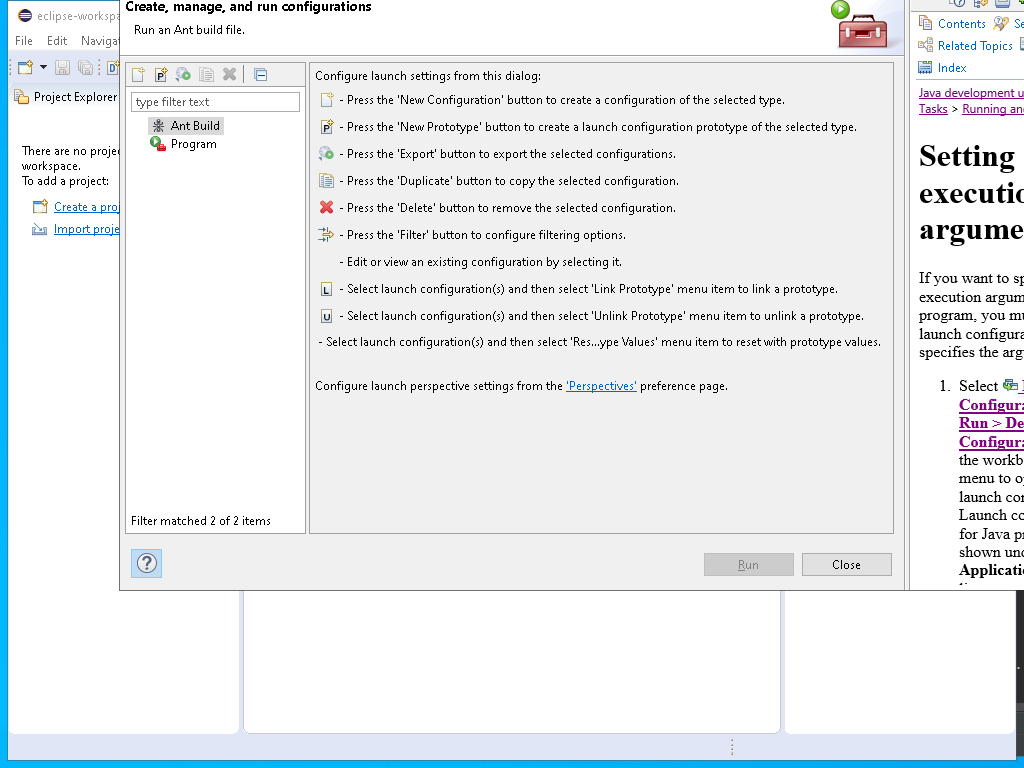 eclipse-workspa
Create, manage, and run configurations
Run an Ant build file.
File Edit Navigat
Project Explorer
There are no projec
workspace.
To add a project:
Create a proj
Import proje
type filter text
Ant Build
Program
Filter matched 2 of 2 items
Configure launch settings from this dialog:
- Press the 'New Configuration' button to create a configuration of the selected type.
- Press the 'New Prototype' button to create a launch configuration prototype of the selected type.
- Press the 'Export' button to export the selected configurations.
- Press the 'Duplicate' button to copy the selected configuration.
- Press the 'Delete' button to remove the selected configuration.
- Press the 'Filter' button to configure filtering options.
- Edit or view an existing configuration by selecting it.
- Select launch configuration(s) and then select 'Link Prototype' menu item to link a prototype.
- Select launch configuration(s) and then select 'Unlink Prototype' menu item to unlink a prototype.
- Select launch configuration(s) and then select 'Res...ype Values' menu item to reset with prototype values.
Configure launch perspective settings from the 'Perspectives' preference page.
Run
Close
Contents Se
Related Topics
Index
Java development u
Tasks > Running and
Setting
executio
argume
If you want to sp
execution argum
program, you mu
launch configura
specifies the argu
1. Select
Configura
Run > De
Configura
the workb
menu to op
launch con
Launch co
for Java pr
shown und
Applicatio